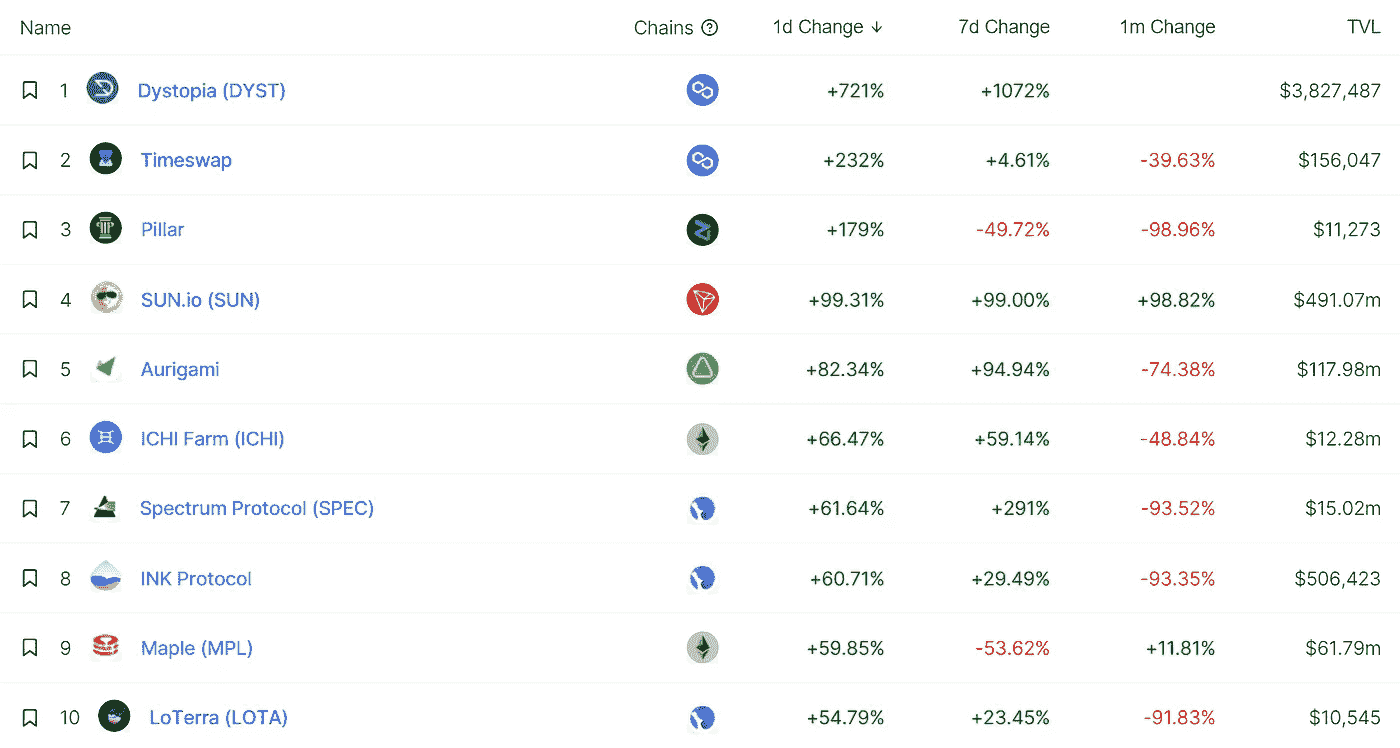 Name Chains ? 1d Change ↓ 7d Change 1m Change TVL
1 Dystopia (DYST) +721% +1072% $3,827,487
2 Timeswap +232% +4.61% -39.63% $156,047
3 Pillar +179% -49.72% -98.96% $11,273
4 SUN.io (SUN) +99.31% +99.00% +98.82% $491.07m
5 Aurigami +82.34% +94.94% -74.38% $117.98m
6 ICHI Farm (ICHI) +66.47% +59.14% -48.84% $12.28m
7 Spectrum Protocol (SPEC) +61.64% +291% -93.52% $15.02m
8 INK Protocol +60.71% +29.49% -93.35% $506,423
9 Maple (MPL) +59.85% -53.62% +11.81% $61.79m
10 LoTerra (LOTA) +54.79% +23.45% -91.83% $10,545